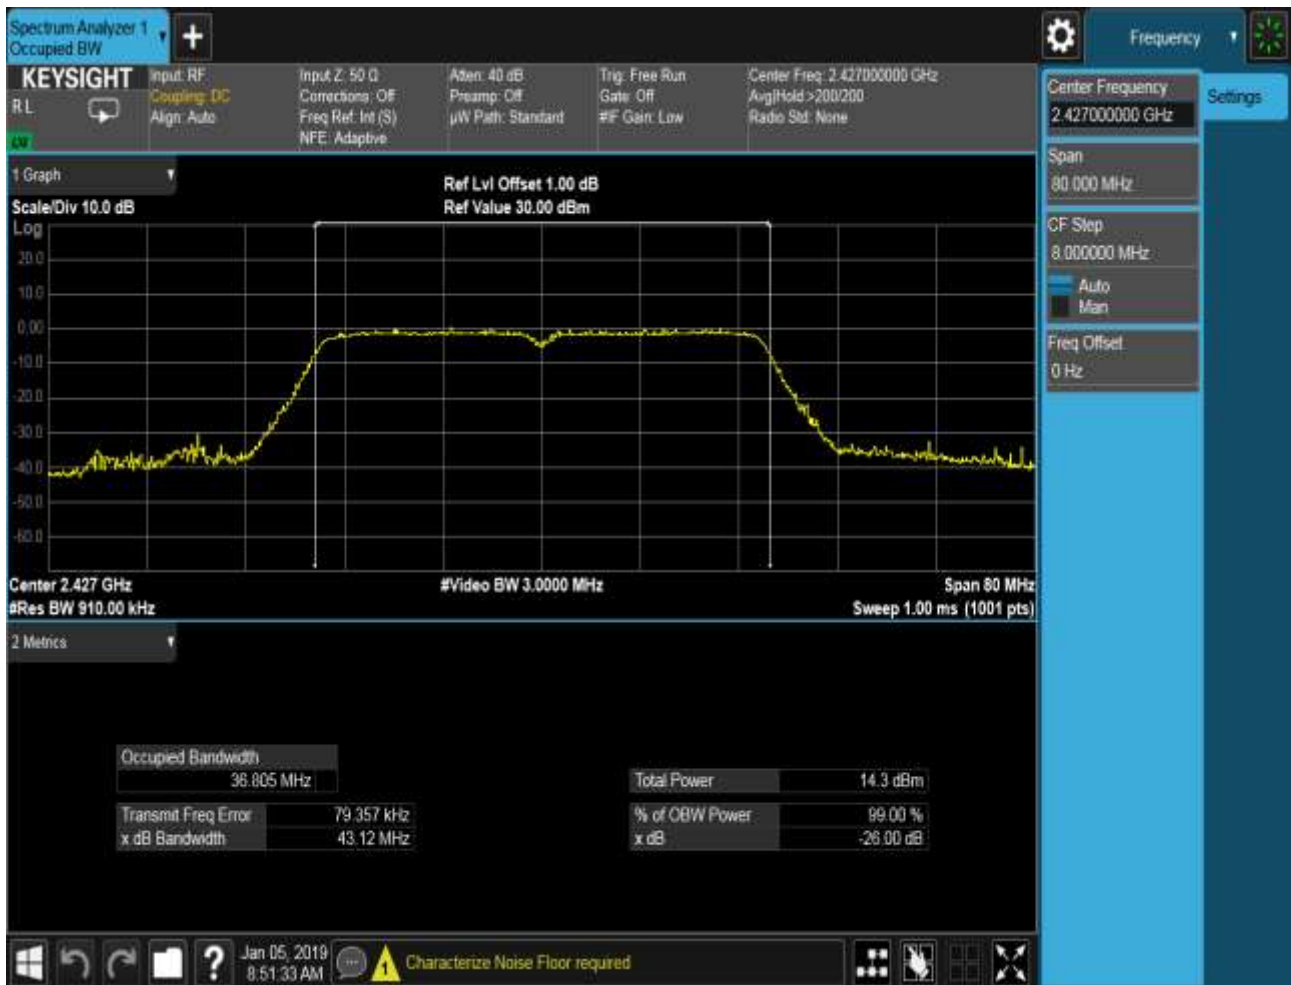 Spectrum Analyzer 1
Occupied BW
Frequency
KEYSIGHT
R L
Input: RF
Coupling: DC
Align: Auto
Input Z: 50 Ω
Corrections: Off
Freq Ref: Int (S)
NFE: Adaptive
Atten: 40 dB
Preamp: Off
µW Path: Standard
Trig: Free Run
Gate: Off
#IF Gain: Low
Center Freq: 2.427000000 GHz
Avg|Hold >200/200
Radio Std: None
Center Frequency
2.427000000 GHz
Settings
Span
80.000 MHz
CF Step
8.000000 MHz
Auto
Man
Freq Offset
0 Hz
1 Graph
Scale/Div 10.0 dB
Ref Lvl Offset 1.00 dB
Ref Value 30.00 dBm
Log
20.0
10.0
0.00
-10.0
-20.0
-30.0
-40.0
-50.0
-60.0
Center 2.427 GHz
#Video BW 3.0000 MHz
Span 80 MHz
#Res BW 910.00 kHz
Sweep 1.00 ms (1001 pts)
2 Metrics
Occupied Bandwidth
36.805 MHz
Total Power 14.3 dBm
Transmit Freq Error 79.357 kHz
% of OBW Power 99.00 %
x dB Bandwidth 43.12 MHz
x dB -26.00 dB
?
Jan 05, 2019
8:51:33 AM
1
Characterize Noise Floor required